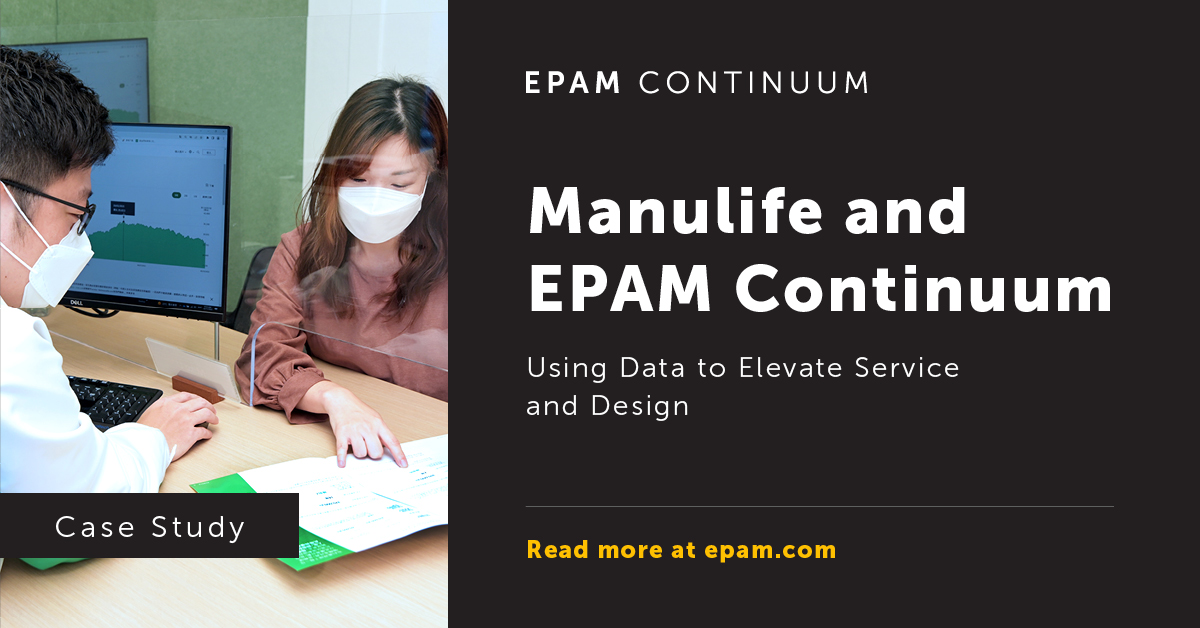 EPAM CONTINUUM
Manulife and
EPAM Continuum
Using Data to Elevate Service
and Design
Read more at epam.com
Case Study
DELL